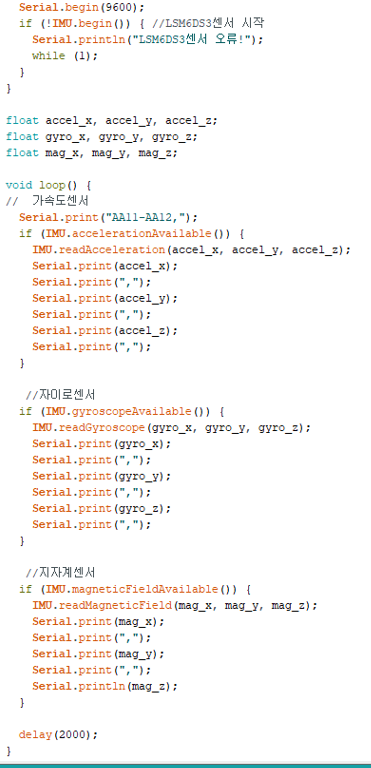 Serial.begin(9600);
if (!IMU.begin()) { //LSM6DS3센서 시작
Serial.println("LSM6DS3센서 오류!");
while (1);
}
}
float accel_x, accel_y, accel_z;
float gyro_x, gyro_y, gyro_z;
float mag_x, mag_y, mag_z;
void loop() {
// 가속도센서
Serial.print("AA11-AA12,");
if (IMU.accelerationAvailable()) {
IMU.readAcceleration(accel_x, accel_y, accel_z);
Serial.print(accel_x);
Serial.print(",");
Serial.print(accel_y);
Serial.print(",");
Serial.print(accel_z);
Serial.print(",");
}
//자이로센서
if (IMU.gyroscopeAvailable()) {
IMU.readGyroscope(gyro_x, gyro_y, gyro_z);
Serial.print(gyro_x);
Serial.print(",");
Serial.print(gyro_y);
Serial.print(",");
Serial.print(gyro_z);
Serial.print(",");
}
//지자계센서
if (IMU.magneticFieldAvailable()) {
IMU.readMagneticField(mag_x, mag_y, mag_z);
Serial.print(mag_x);
Serial.print(",");
Serial.print(mag_y);
Serial.print(",");
Serial.println(mag_z);
}
delay(2000);
}